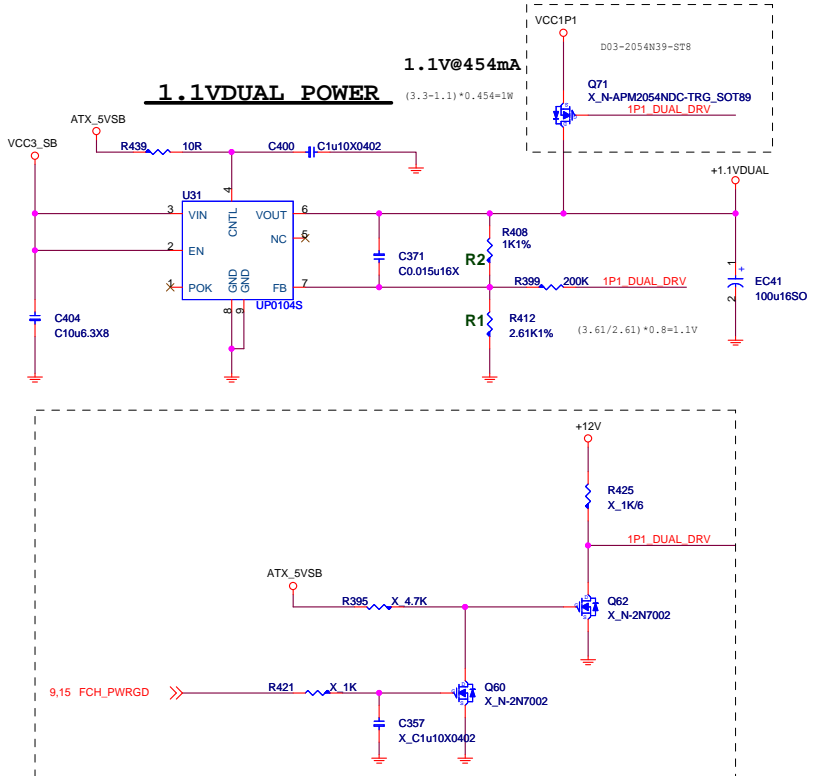 VCC1P1
D03-2054N39-ST8
1.1V@454mA
Q71
X_N-APM2054NDC-TRG_SOT89
1.1VDUAL POWER
(3.3-1.1)*0.454=1W
1P1_DUAL_DRV
ATX_5VSB
VCC3_SB
R439 10R
C400 C1u10X0402
+1.1VDUAL
4
U31
3 VIN
CNTL
VOUT 6
R408
1K1%
NC 5
2 EN
C371
C0.015u16X
R2
1
+
R399 200K
1P1_DUAL_DRV
EC41
100u16SO
1 POK
GND
GND
FB 7
2
UP0104S
8
9
R1
R412
2.61K1%
(3.61/2.61)*0.8=1.1V
C404
C10u6.3X8
+12V
R425
X_1K/6
1P1_DUAL_DRV
ATX_5VSB
R395 X_4.7K
Q62
X_N-2N7002
9,15 FCH_PWRGD
R421 X_1K
Q60
X_N-2N7002
C357
X_C1u10X0402